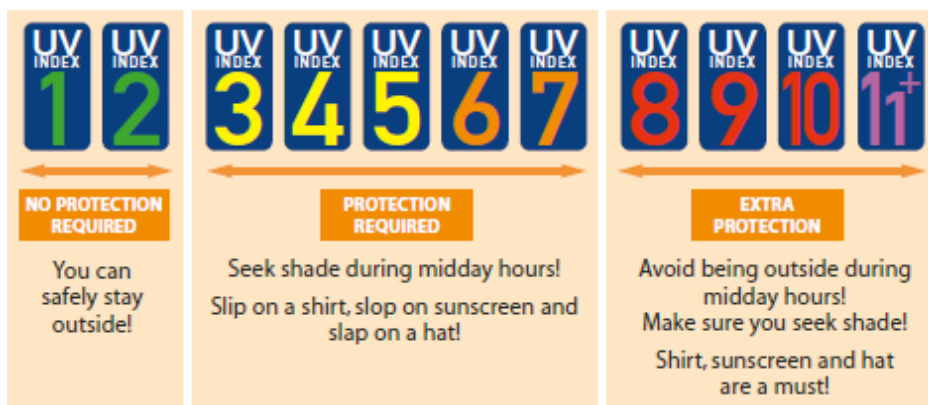 UV INDEX 1
UV INDEX 2
UV INDEX 3
UV INDEX 4
UV INDEX 5
UV INDEX 6
UV INDEX 7
UV INDEX 8
UV INDEX 9
UV INDEX 10
UV INDEX 11+
NO PROTECTION
REQUIRED
You can
safely stay
outside!
PROTECTION
REQUIRED
Seek shade during midday hours!
Slip on a shirt, slop on sunscreen and
slap on a hat!
EXTRA
PROTECTION
Avoid being outside during
midday hours!
Make sure you seek shade!
Shirt, sunscreen and hat
are a must!